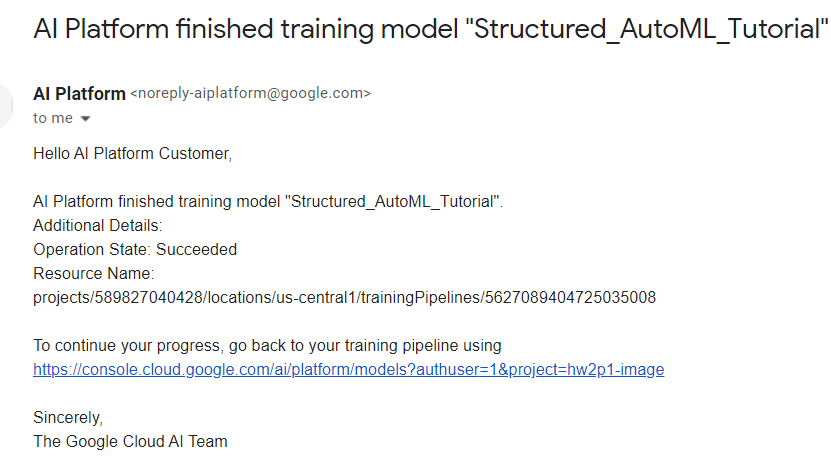 AI Platform finished training model "Structured_AutoML_Tutorial"
AI Platform <noreply-aiplatform@google.com>
to me
Hello AI Platform Customer,
AI Platform finished training model "Structured_AutoML_Tutorial".
Additional Details:
Operation State: Succeeded
Resource Name:
projects/589827040428/locations/us-central1/trainingPipelines/5627089404725035008
To continue your progress, go back to your training pipeline using
https://console.cloud.google.com/ai/platform/models?authuser=1&project=hw2p1-image
Sincerely,
The Google Cloud AI Team